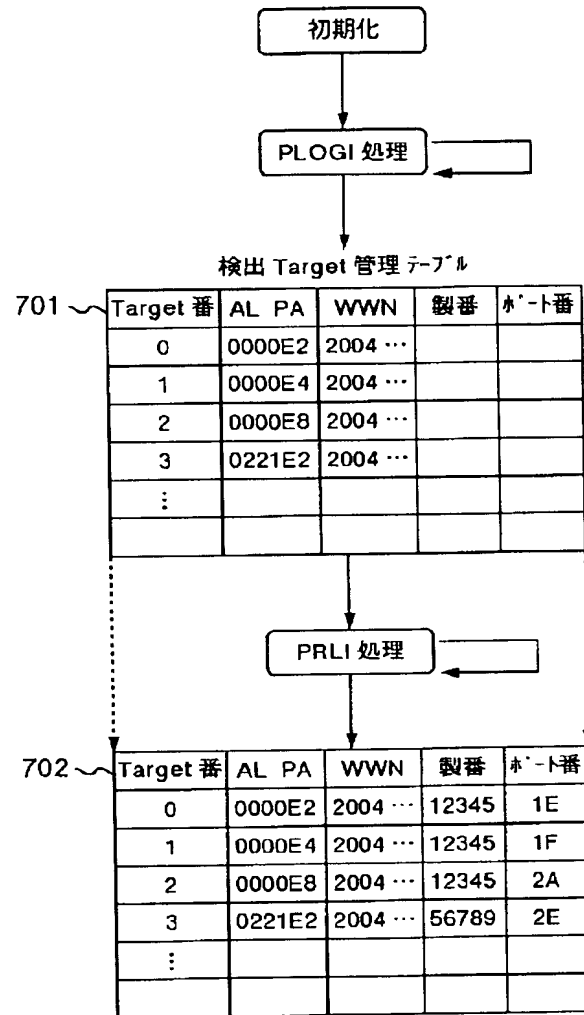 初期化
PLOGI 処理
検出 Target 管理 ﾃｰﾌﾞﾙ
701
Target 番 AL PA WWN 製番 ﾎﾟｰﾄ番
0 0000E2 2004 …
1 0000E4 2004 …
2 0000E8 2004 …
3 0221E2 2004 …
⋮
PRLI 処理
702
Target 番 AL PA WWN 製番 ﾎﾟｰﾄ番
0 0000E2 2004 … 12345 1E
1 0000E4 2004 … 12345 1F
2 0000E8 2004 … 12345 2A
3 0221E2 2004 … 56789 2E
⋮